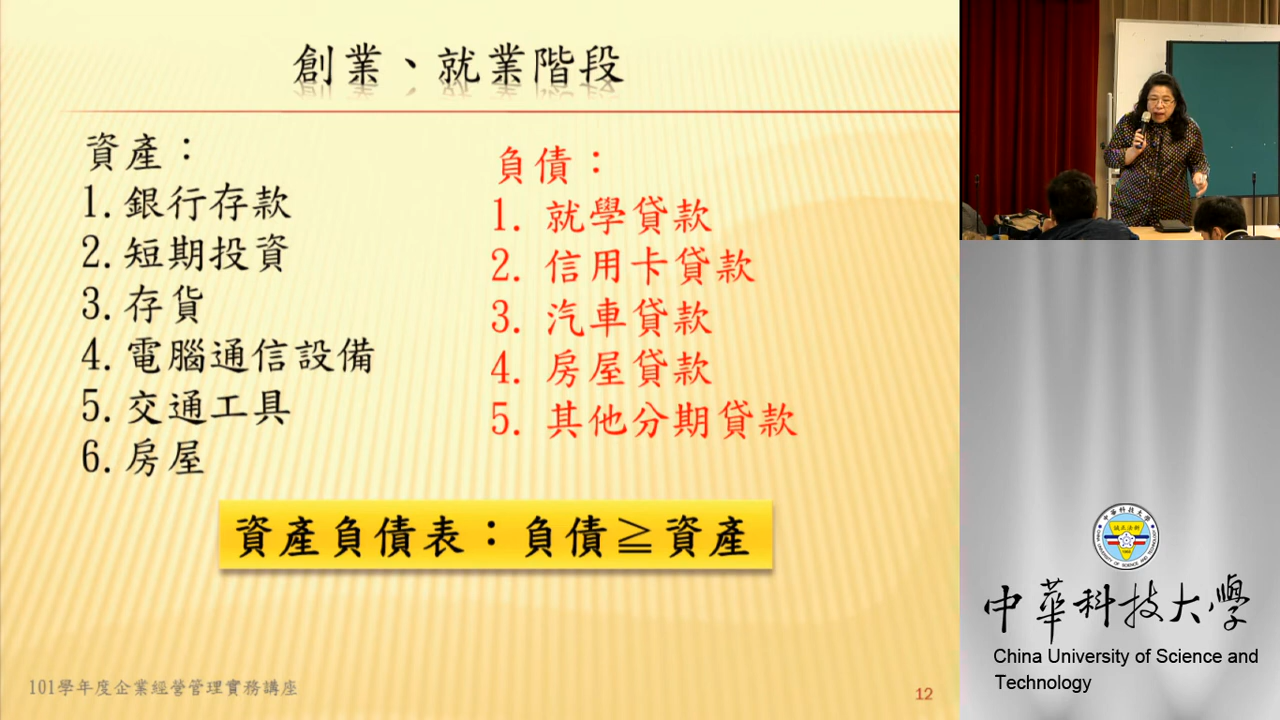 創業、就業階段
資產：
1.銀行存款
2.短期投資
3.存貨
4.電腦通信設備
5.交通工具
6.房屋
負債：
1. 就學貸款
2. 信用卡貸款
3. 汽車貸款
4. 房屋貸款
5. 其他分期貸款
資產負債表：負債≧資產
101學年度企業經營管理實務講座
12
中華科技大學
China University of Science and
Technology